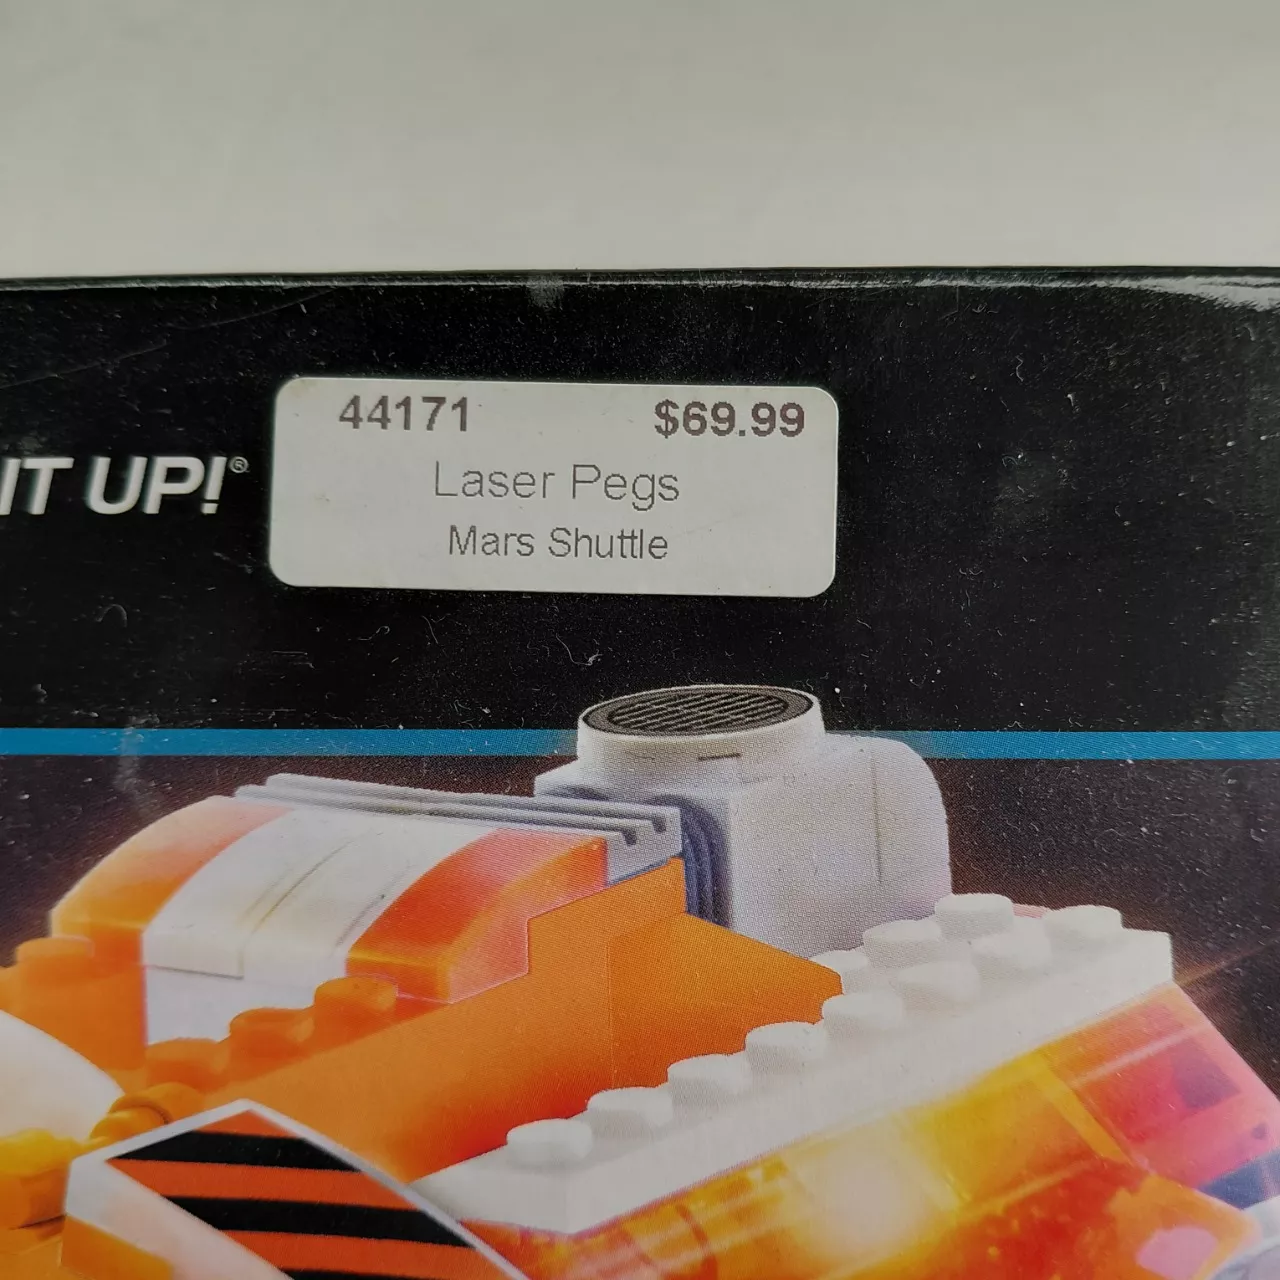 44171 $69.99
IT UP!®
Laser Pegs
Mars Shuttle